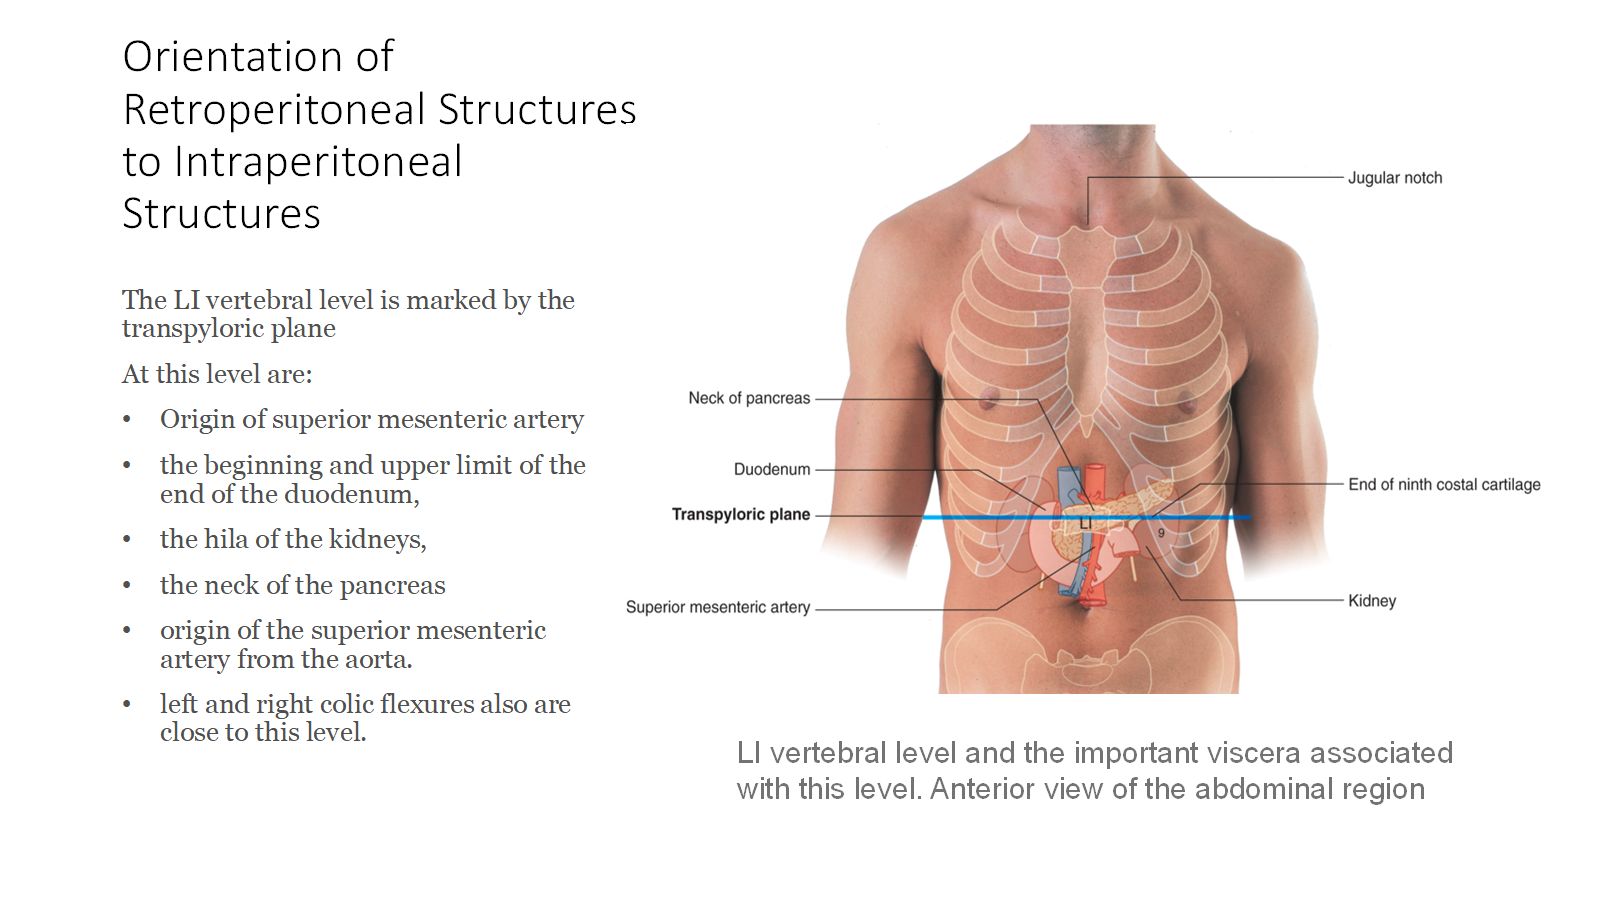 Orientation of
Retroperitoneal Structures
to Intraperitoneal
Structures
The LI vertebral level is marked by the
transpyloric plane
At this level are:
• Origin of superior mesenteric artery
• the beginning and upper limit of the
end of the duodenum,
• the hila of the kidneys,
• the neck of the pancreas
• origin of the superior mesenteric
artery from the aorta.
• left and right colic flexures also are
close to this level.
Jugular notch
Neck of pancreas
Duodenum
End of ninth costal cartilage
Transpyloric plane
LI
9
Kidney
Superior mesenteric artery
LI vertebral level and the important viscera associated
with this level. Anterior view of the abdominal region